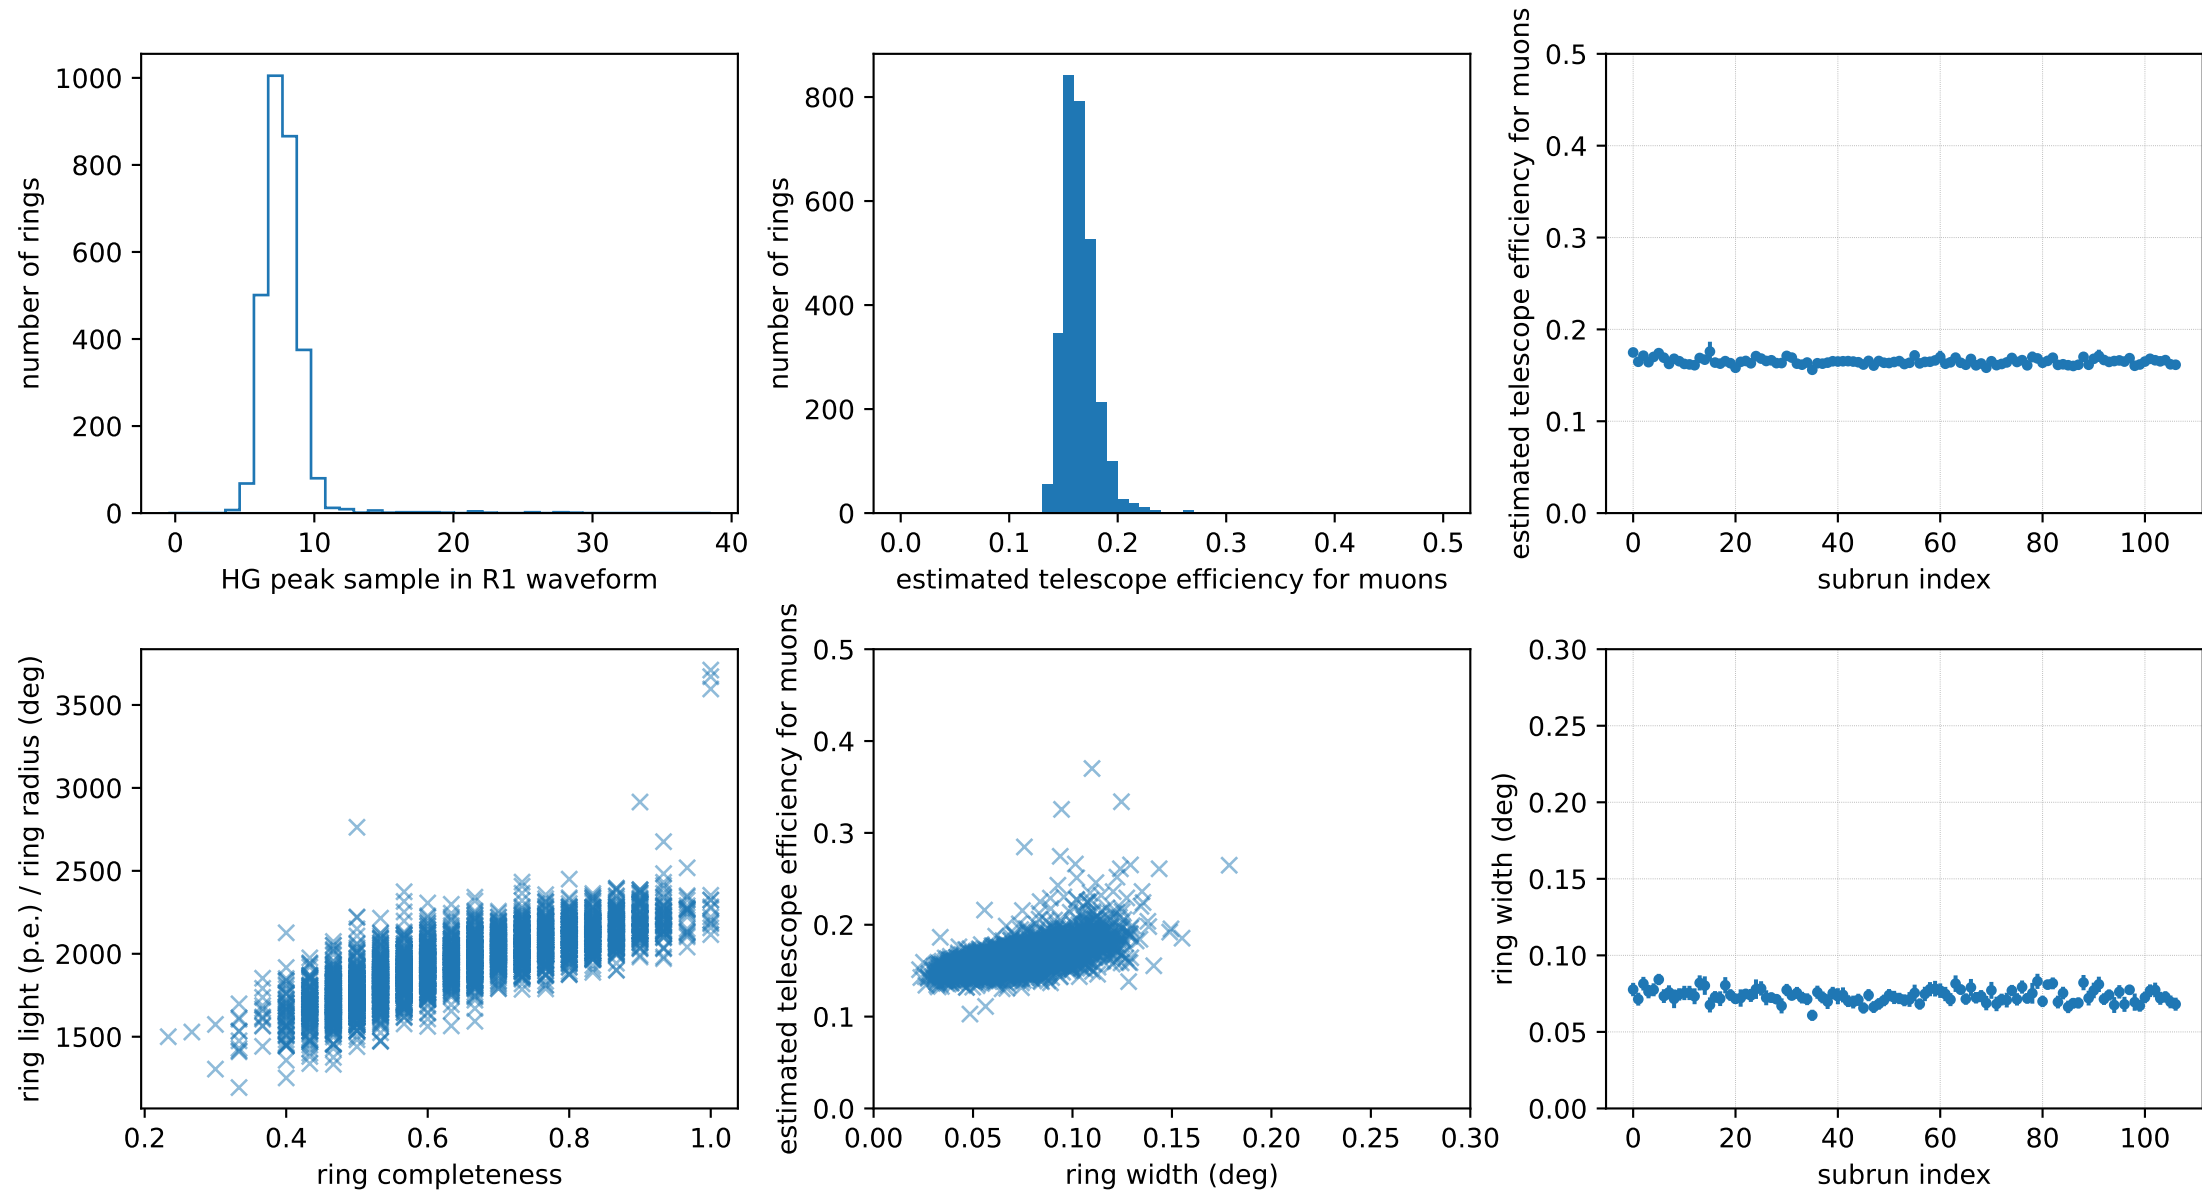 number of rings
1000
800
600
400
200
0
0 10 20 30 40
HG peak sample in R1 waveform
number of rings
800
600
400
200
0
0.0 0.1 0.2 0.3 0.4 0.5
estimated telescope efficiency for muons
estimated telescope efficiency for muons
0.5
0.4
0.3
0.2
0.1
0.0
0 20 40 60 80 100
subrun index
ring light (p.e.) / ring radius (deg)
3500
3000
2500
2000
1500
0.2 0.4 0.6 0.8 1.0
ring completeness
estimated telescope efficiency for muons
0.5
0.4
0.3
0.2
0.1
0.0
0.00 0.05 0.10 0.15 0.20 0.25 0.30
ring width (deg)
ring width (deg)
0.30
0.25
0.20
0.15
0.10
0.05
0.00
0 20 40 60 80 100
subrun index